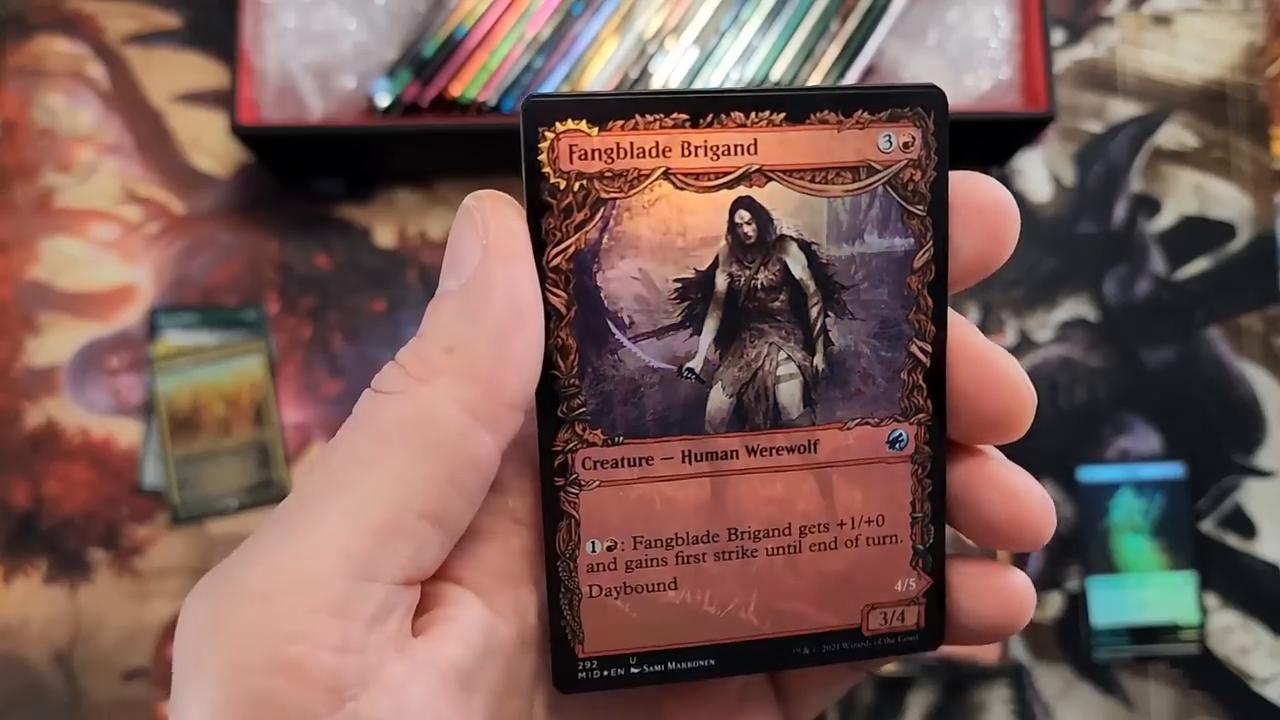 Fangblade Brigand 3
Creature — Human Werewolf
1: Fangblade Brigand gets +1/+0
and gains first strike until end of turn.
Daybound
4/5
3/4
292 U
MID★EN SAMI MAKKONEN
™ & © 2021 Wizards of the Coast